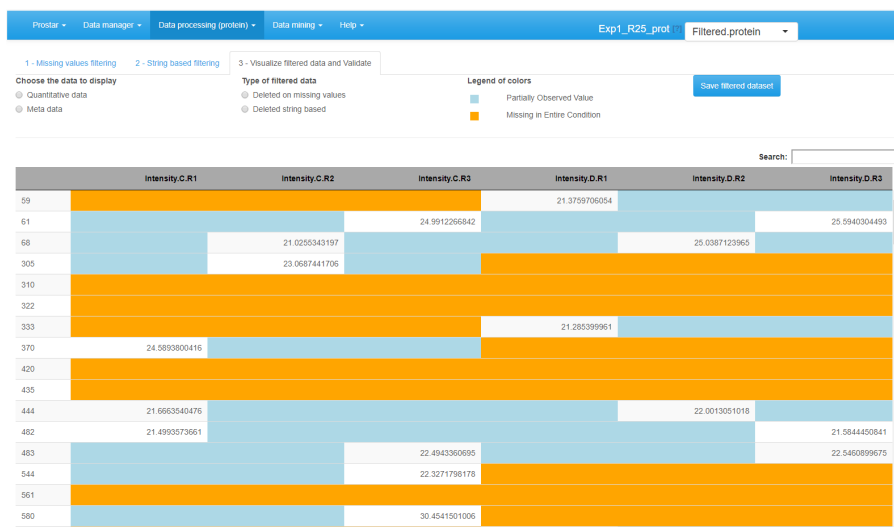 Prostar Data manager Data processing (protein) Data mining Help Exp1_R25_prot [?] Filtered.protein
1 - Missing values filtering 2 - String based filtering 3 - Visualize filtered data and Validate
Choose the data to display Type of filtered data Legend of colors
Quantitative data Deleted on missing values Partially Observed Value Save filtered dataset
Meta data Deleted string based Missing in Entire Condition
Search:
Intensity.C.R1 Intensity.C.R2 Intensity.C.R3 Intensity.D.R1 Intensity.D.R2 Intensity.D.R3
59 21.3759706054
61 24.9912266842 25.5940304493
68 21.0255343197 25.0387123965
305 23.0687441706
310
322
333 21.285399961
370 24.5893800416
420
435
444 21.6663540476 22.0013051018
482 21.4993573661 21.5844450841
483 22.4943360695 22.5460899675
544 22.3271798178
561
580 30.4541501006